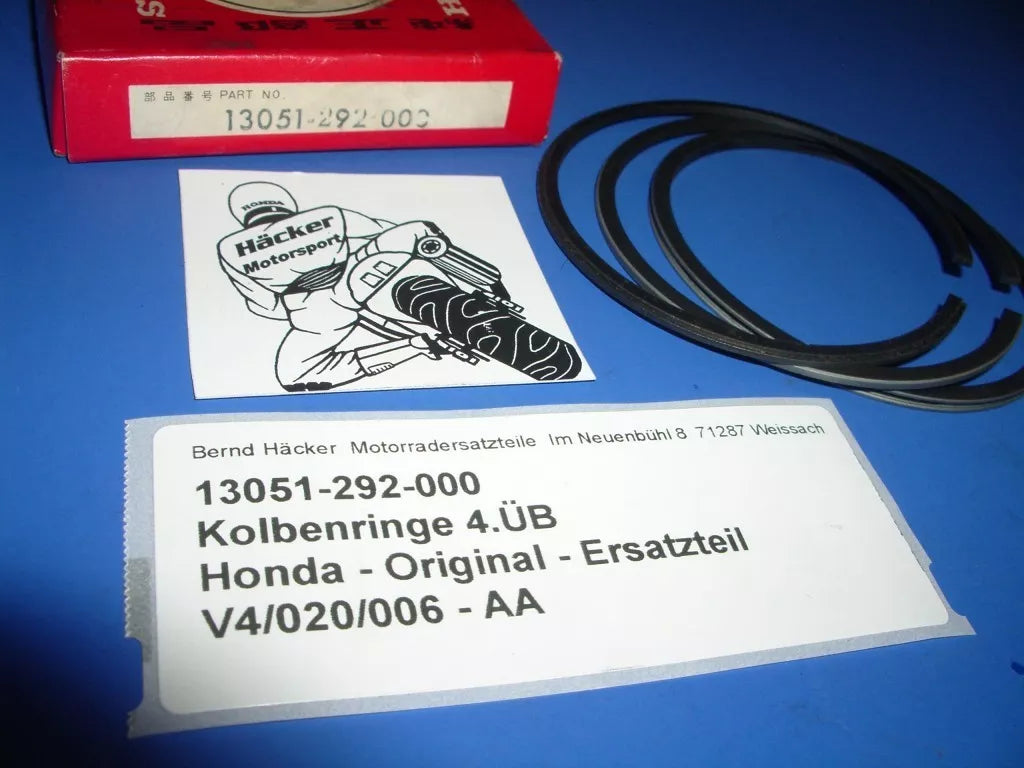 部品番号 PART NO.
13051-292-000
HONDA
Häcker
Motorsport
Bernd Häcker Motorradersatzteile Im Neuenbühl 8 71287 Weissach
13051-292-000
Kolbenringe 4.ÜB
Honda - Original - Ersatzteil
V4/020/006 - AA